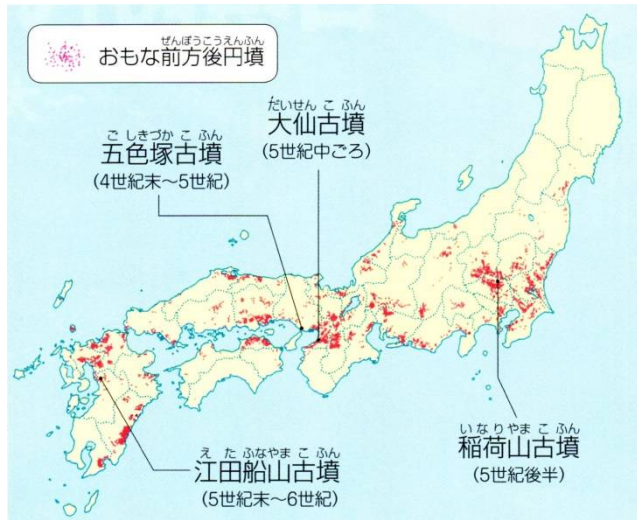 ぜんぽうこうえんふん
おもな前方後円墳
だいせん こ ふん
大仙古墳
(5世紀中ごろ)
ご しきづか こ ふん
五色塚古墳
(4世紀末~5世紀)
い なり やま こ ふん
稲荷山古墳
(5世紀後半)
え た ふなやま こ ふん
江田船山古墳
(5世紀末~6世紀)